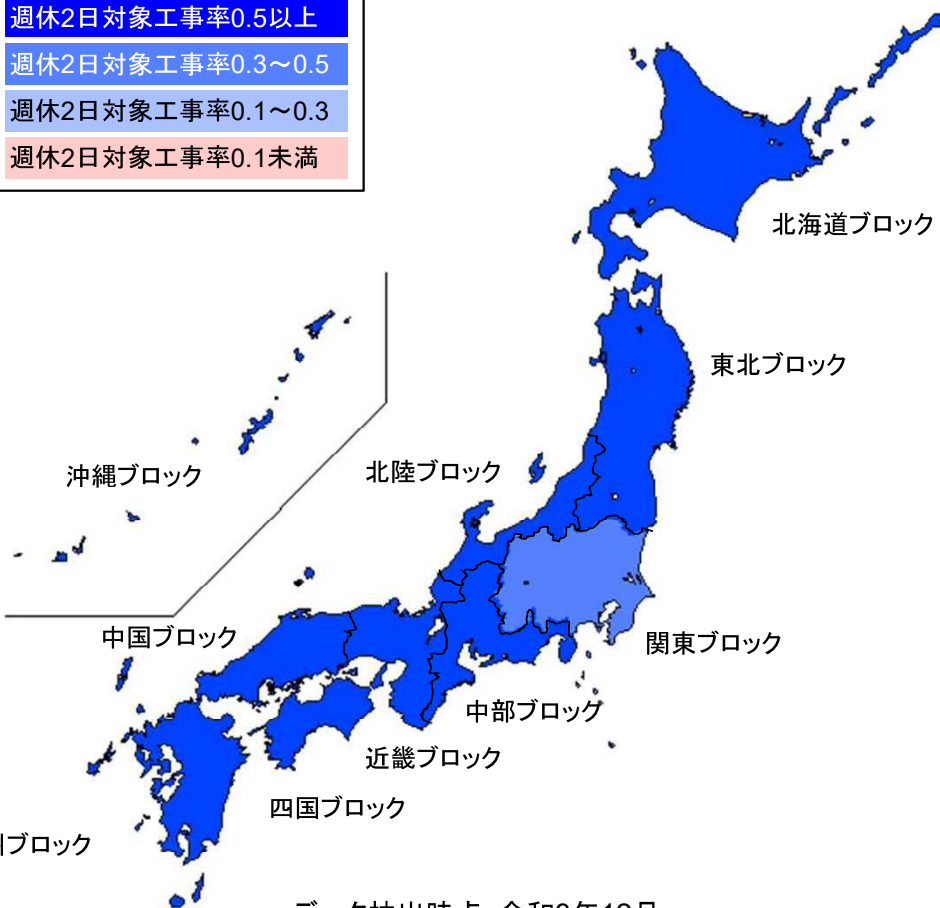 週休2日対象工事率0.5以上
週休2日対象工事率0.3～0.5
週休2日対象工事率0.1～0.3
週休2日対象工事率0.1未満
北海道ブロック
東北ブロック
北陸ブロック
沖縄ブロック
中国ブロック
関東ブロック
中部ブロック
近畿ブロック
四国ブロック
ブロック